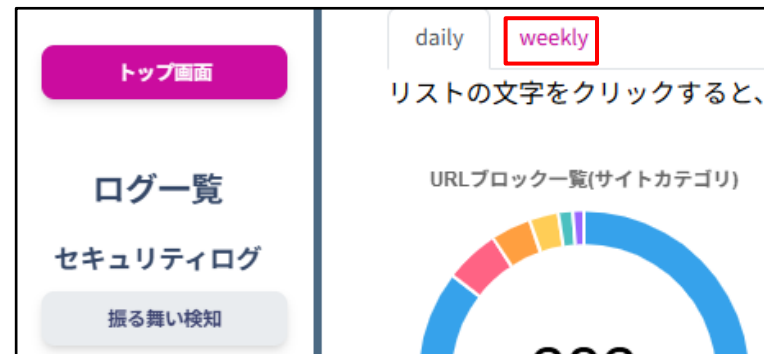 トップ画面
ログ一覧
セキュリティログ
振る舞い検知
daily
weekly
リストの文字をクリックすると、
URLブロック一覧(サイトカテゴリ)